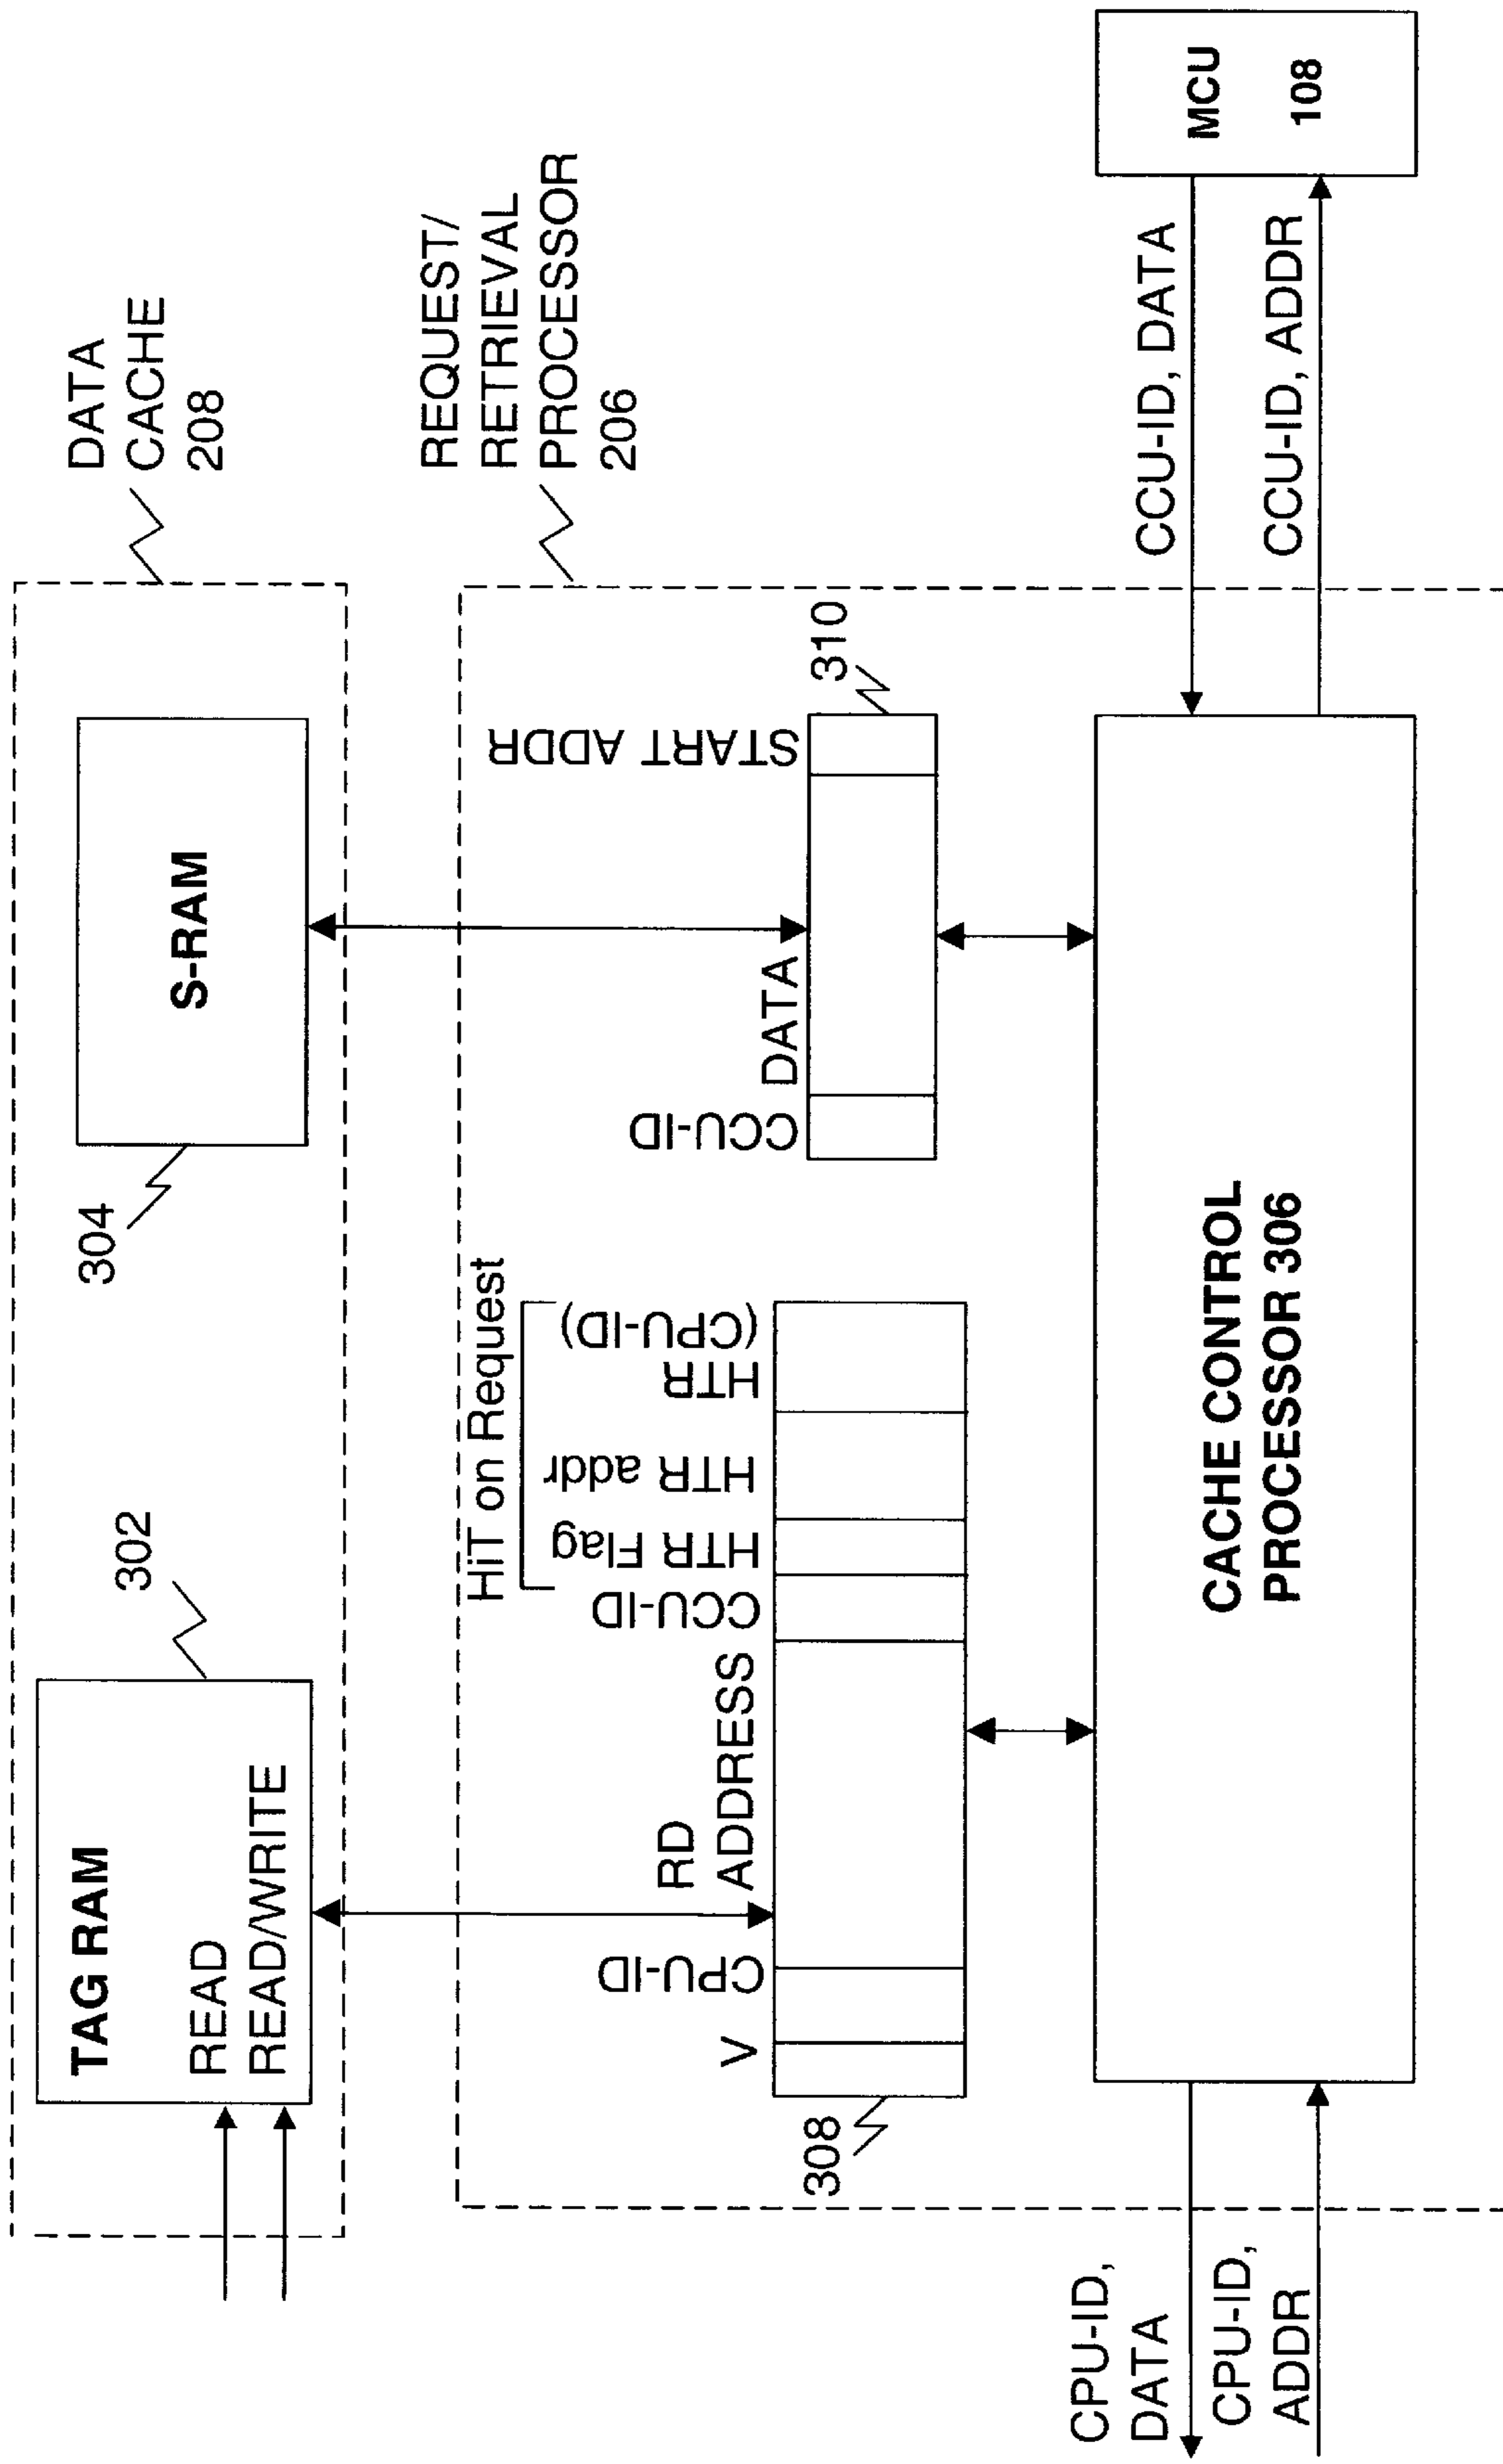 DATA
CACHE
208
304
S-RAM
302
TAG RAM
READ
READ/WRITE
REQUEST/
RETRIEVAL
PROCESSOR
206
HiT on Request
V
CPU-ID
RD
ADDRESS
CCU-ID
HTR Flag
HTR addr
HTR
(CPU-ID)
CCU-ID
DATA
START ADDR
308
310
CACHE CONTROL
PROCESSOR 306
CPU-ID,
DATA
CPU-ID,
ADDR
CCU-ID, DATA
CCU-ID, ADDR
MCU
108